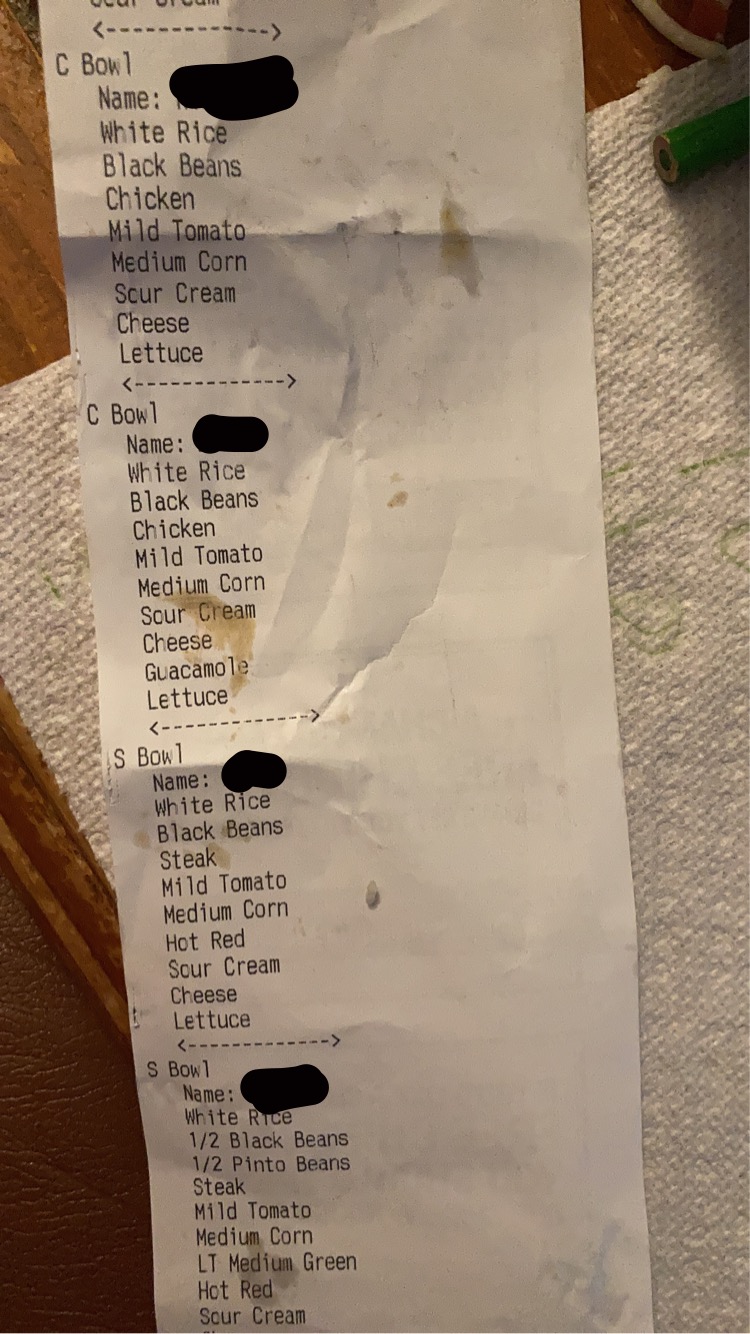 Sour Cream
<------------->
C Bowl
Name:
White Rice
Black Beans
Chicken
Mild Tomato
Medium Corn
Sour Cream
Cheese
Lettuce
<------------->
C Bowl
Name:
White Rice
Black Beans
Chicken
Mild Tomato
Medium Corn
Sour Cream
Cheese
Guacamole
Lettuce
<------------->
S Bowl
Name:
White Rice
Black Beans
Steak
Mild Tomato
Medium Corn
Hot Red
Sour Cream
Cheese
Lettuce
<------------->
S Bowl
Name:
White Rice
1/2 Black Beans
1/2 Pinto Beans
Steak
Mild Tomato
Medium Corn
LT Medium Green
Hot Red
Sour Cream